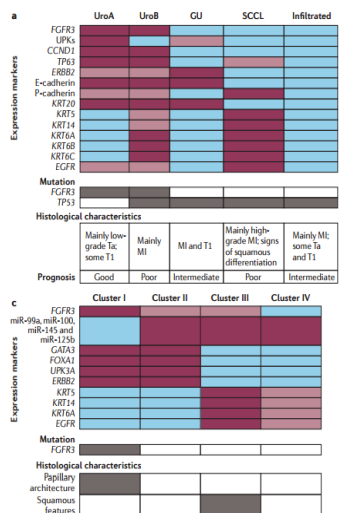 a
UroA UroB GU SCCL Infiltrated
Expression markers
FGFR3
UPKs
CCND1
TP63
ERBB2
E-cadherin
P-cadherin
KRT20
KRT5
KRT14
KRT6A
KRT6B
KRT6C
EGFR
Mutation
FGFR3
TP53
Histological characteristics
Mainly low-grade Ta; some T1
Mainly MI
MI and T1
Mainly high-grade MI; signs of squamous differentiation
Mainly MI; some Ta and T1
Prognosis Good Poor Intermediate Poor Intermediate
c
Cluster I Cluster II Cluster III Cluster IV
Expression markers
FGFR3
miR-99a, miR-100,
miR-145 and
miR-125b
GATA3
FOXA1
UPK3A
ERBB2
KRT5
KRT14
KRT6A
EGFR
Mutation
FGFR3
Histological characteristics
Papillary
architecture
Squamous
features